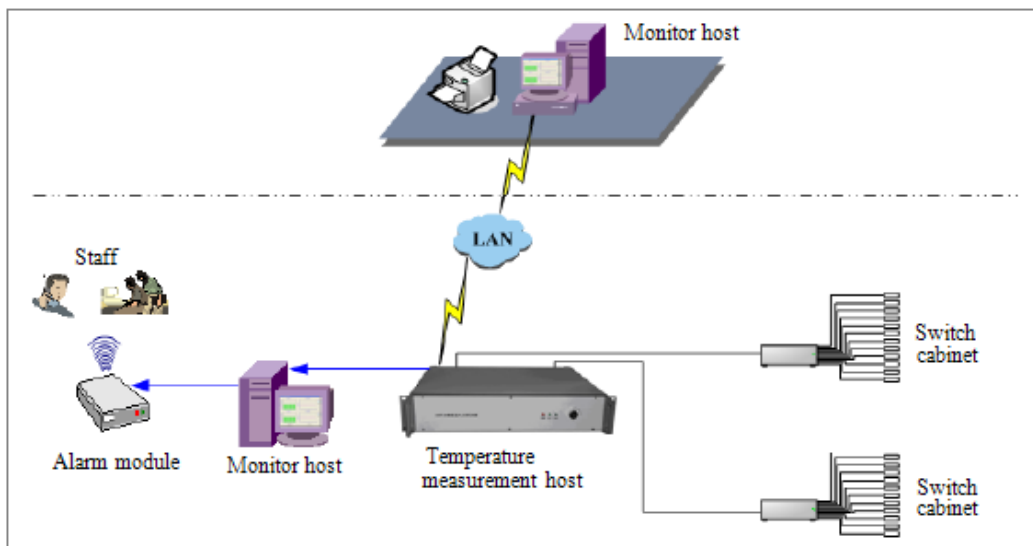 Monitor host
LAN
Staff
Switch
cabinet
Alarm module
Monitor host
Temperature
measurement host
Switch
cabinet